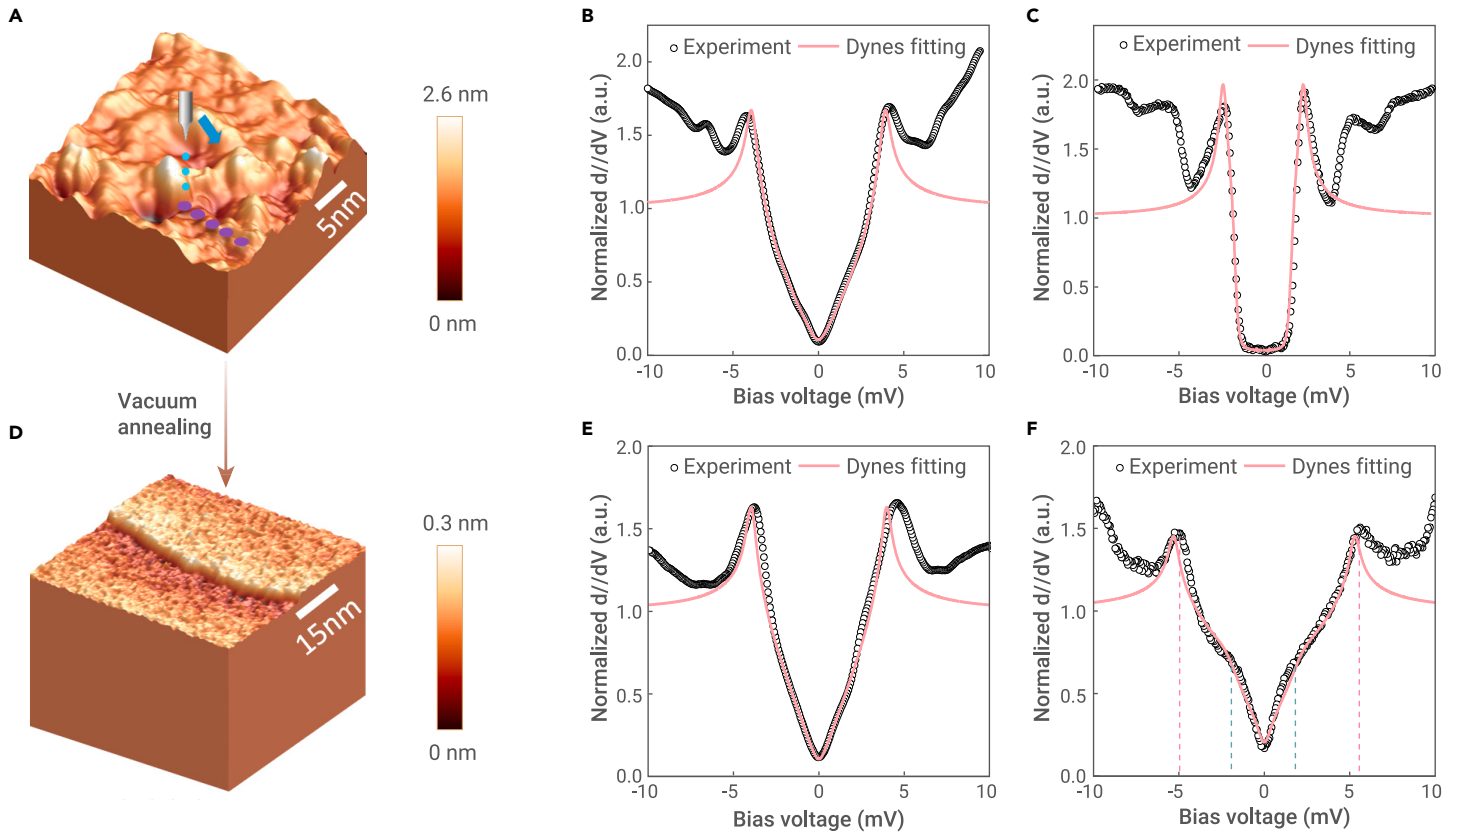 A
2.6 nm
0 nm
5nm
Vacuum
annealing
B
Experiment
Dynes fitting
Normalized d//dV (a.u.)
2.0
1.5
1.0
0.5
0.0
-10
-5
0
5
10
Bias voltage (mV)
C
Experiment
Dynes fitting
Normalized d//dV (a.u.)
2.0
1.5
1.0
0.5
0.0
-10
-5
0
5
10
Bias voltage (mV)
D
0.3 nm
0 nm
15nm
E
Experiment
Dynes fitting
Normalized d//dV (a.u.)
2.0
1.5
1.0
0.5
0.0
-10
-5
0
5
10
Bias voltage (mV)
F
Experiment
Dynes fitting
Normalized d//dV (a.u.)
2.0
1.5
1.0
0.5
0.0
-10
-5
0
5
10
Bias voltage (mV)